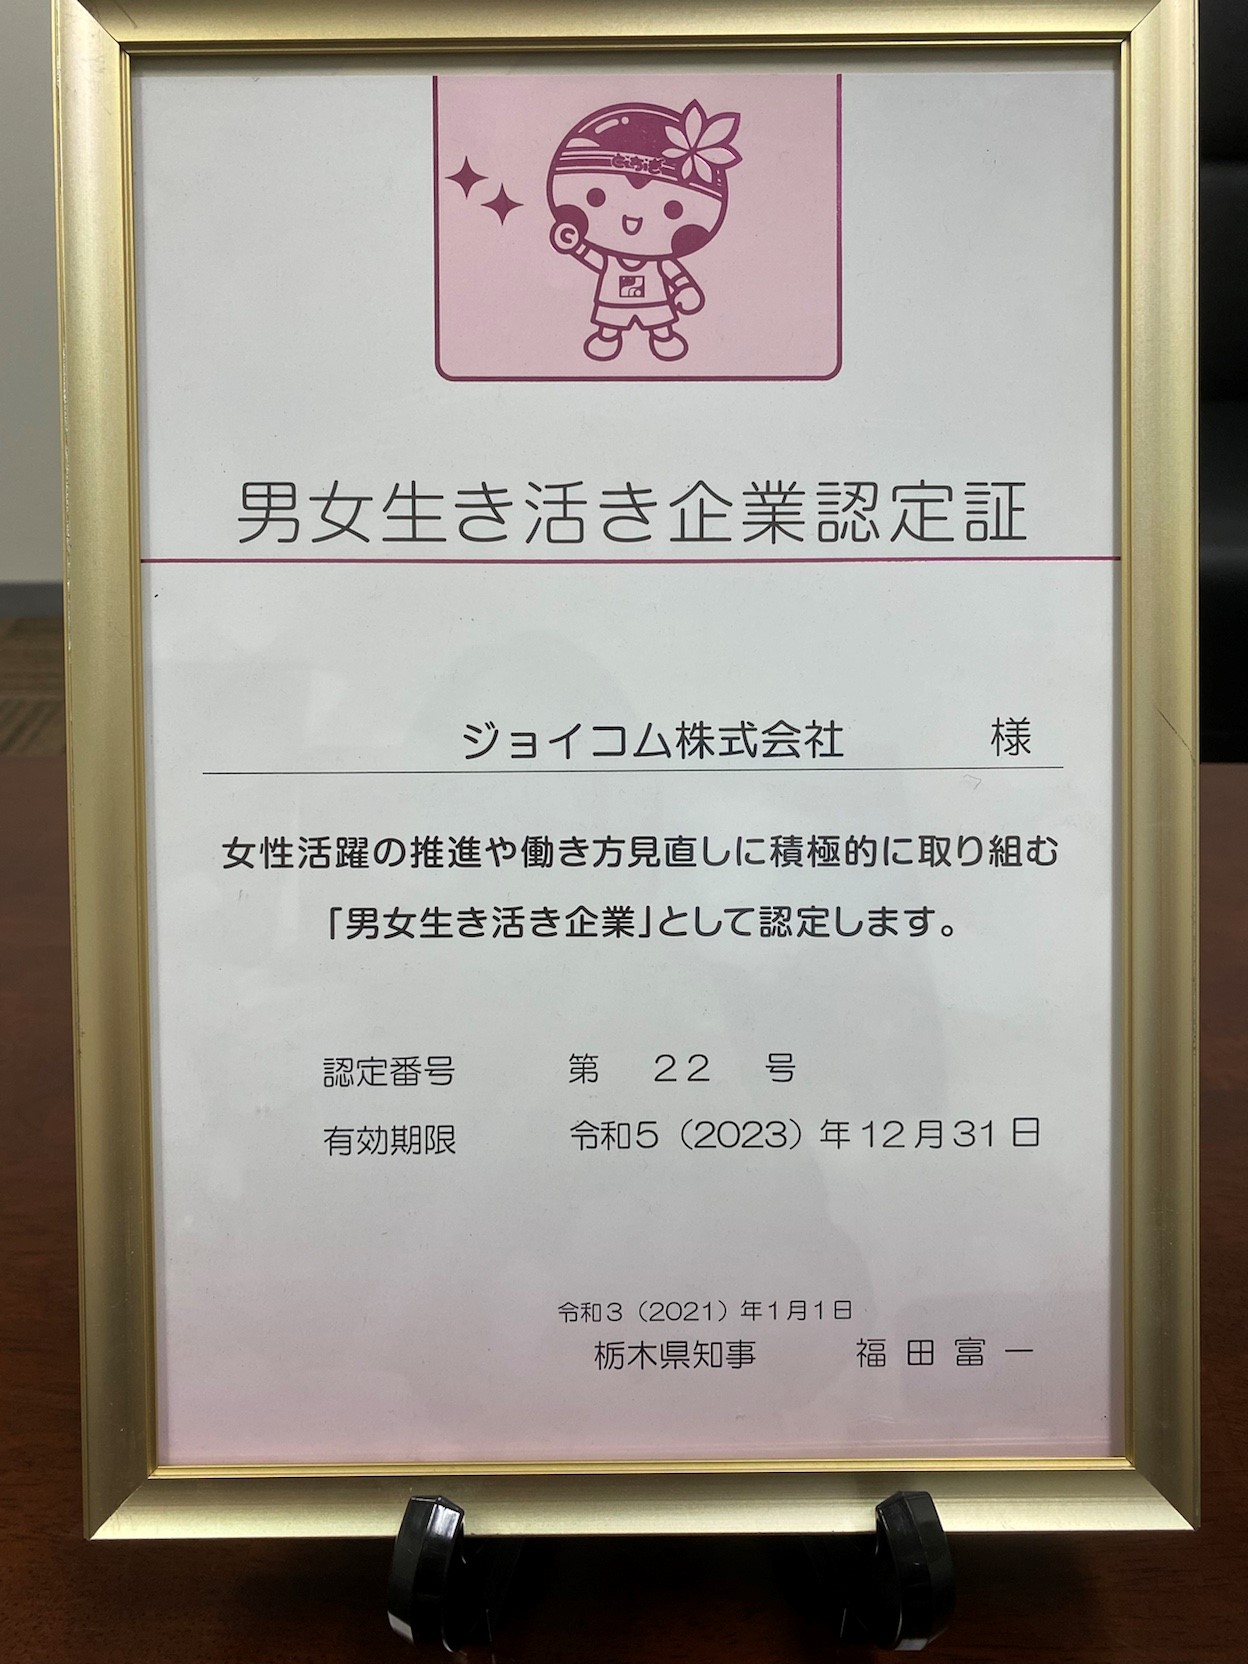 とちぎ
男女生き活き企業認定証
ジョイコム株式会社　様
女性活躍の推進や働き方見直しに積極的に取り組む
「男女生き活き企業」として認定します。
認定番号　第　22　号
有効期限　令和5（2023）年12月31日
令和3（2021）年1月1日
栃木県知事　福田富一